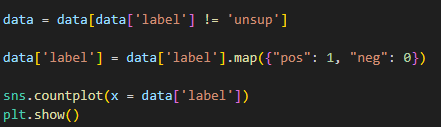 data = data[data['label'] != 'unsup']
data['label'] = data['label'].map({"pos": 1, "neg": 0})
sns.countplot(x = data['label'])
plt.show()